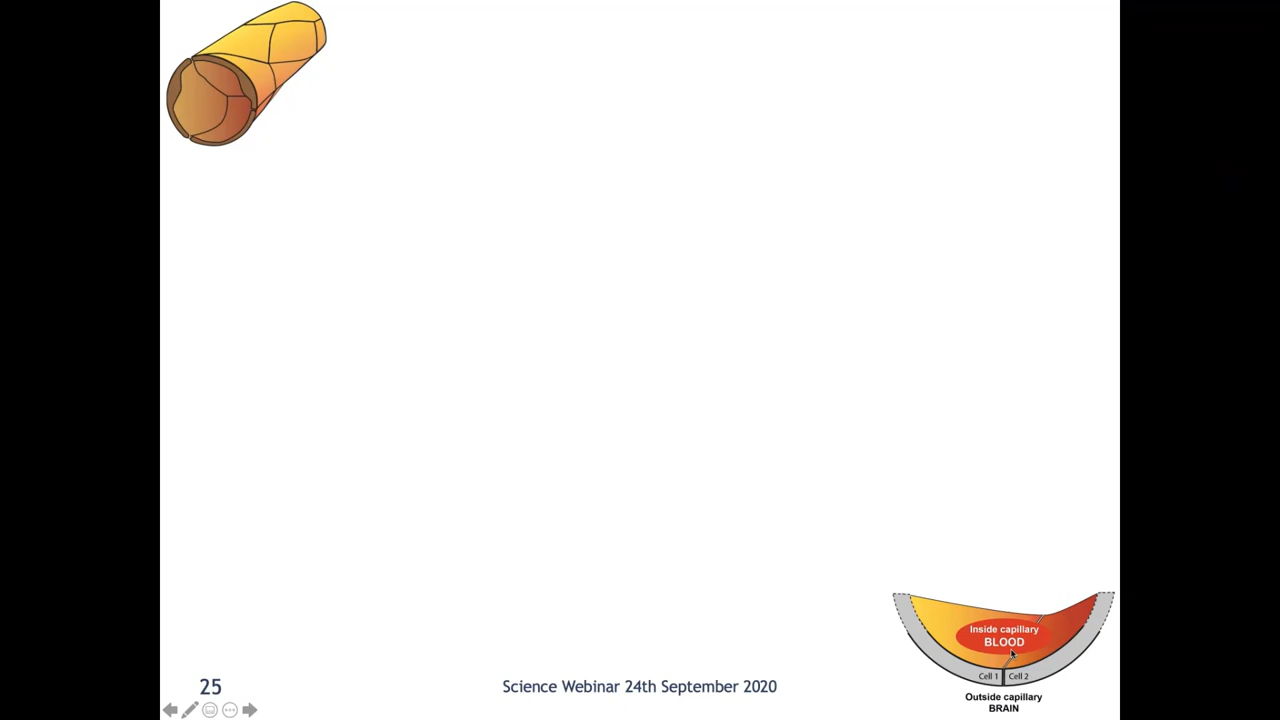 Inside capillary
BLOOD
Cell 1 Cell 2
Outside capillary
BRAIN
25
Science Webinar 24th September 2020